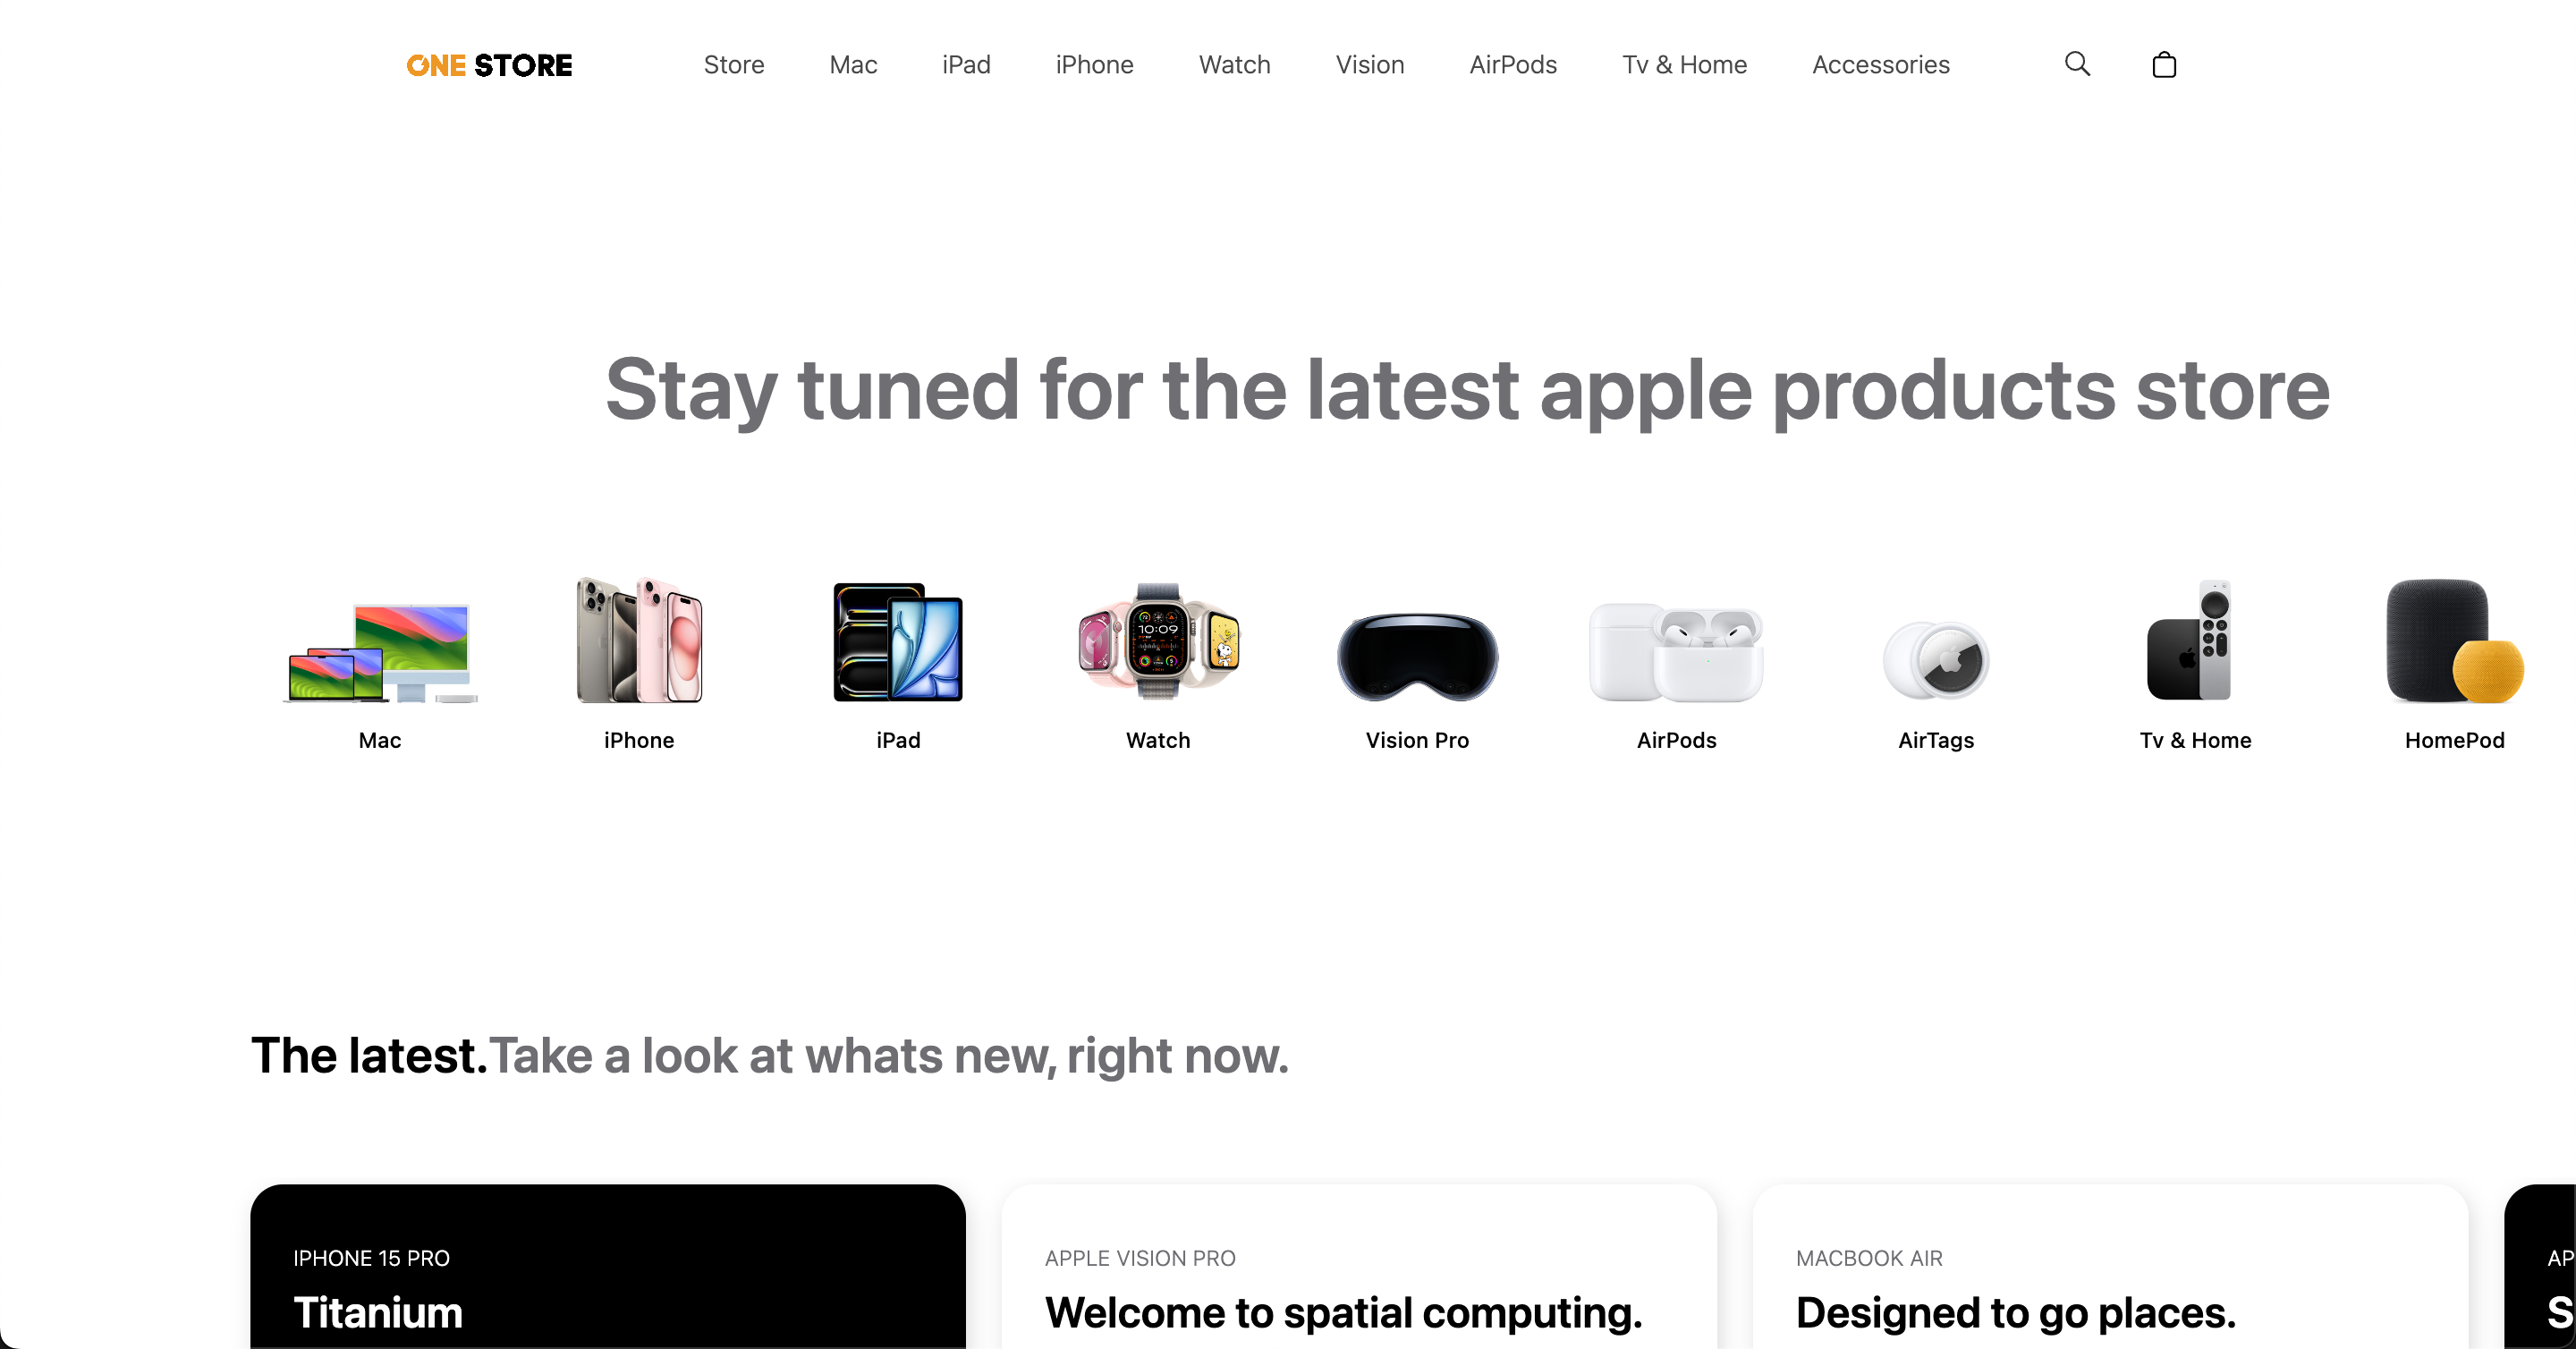 ONE STORE Store Mac iPad iPhone Watch Vision AirPods Tv & Home Accessories
Stay tuned for the latest apple products store
10:09
Mac iPhone iPad Watch Vision Pro AirPods AirTags Tv & Home HomePod
The latest.Take a look at whats new, right now.
IPHONE 15 PRO
Titanium
APPLE VISION PRO
Welcome to spatial computing.
MACBOOK AIR
Designed to go places.
AP
S